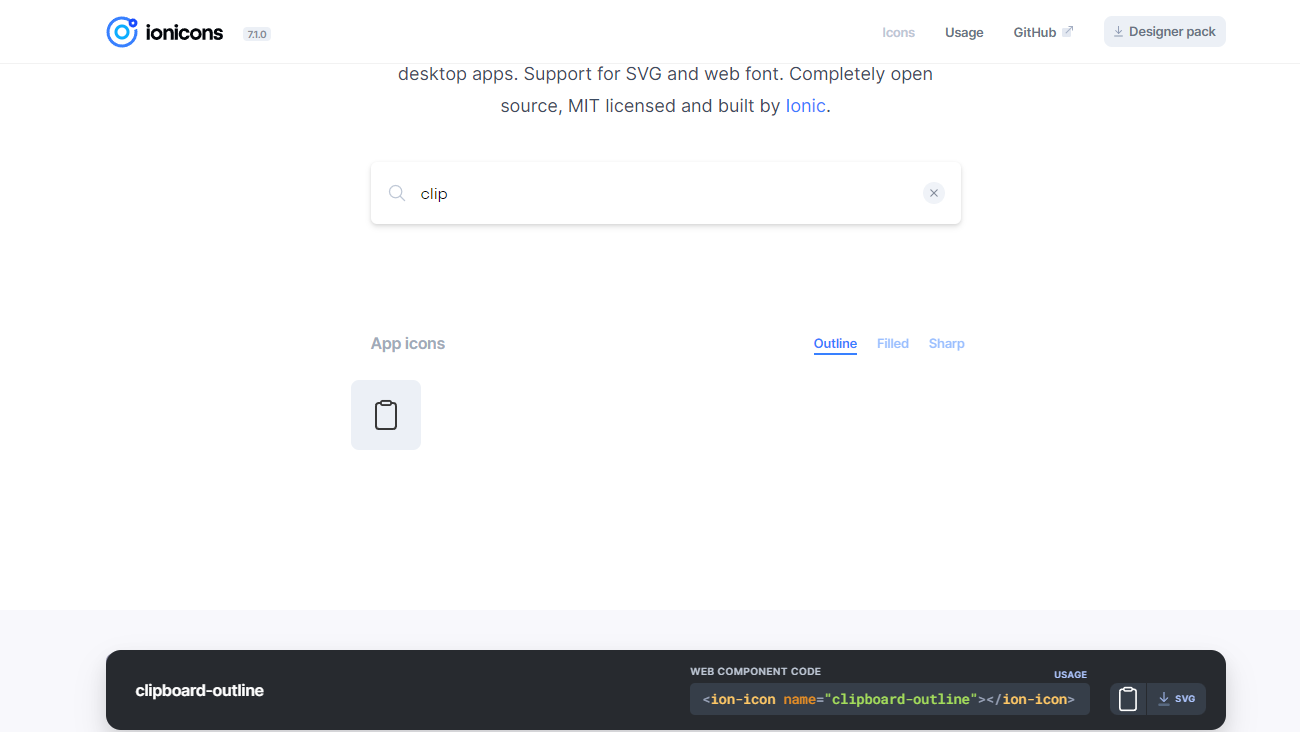 ionicons
7.1.0
Icons
Usage
GitHub
Designer pack
desktop apps. Support for SVG and web font. Completely open
source, MIT licensed and built by Ionic.
clip
App icons
Outline
Filled
Sharp
clipboard-outline
WEB COMPONENT CODE
USAGE
<ion-icon name="clipboard-outline"></ion-icon>
SVG